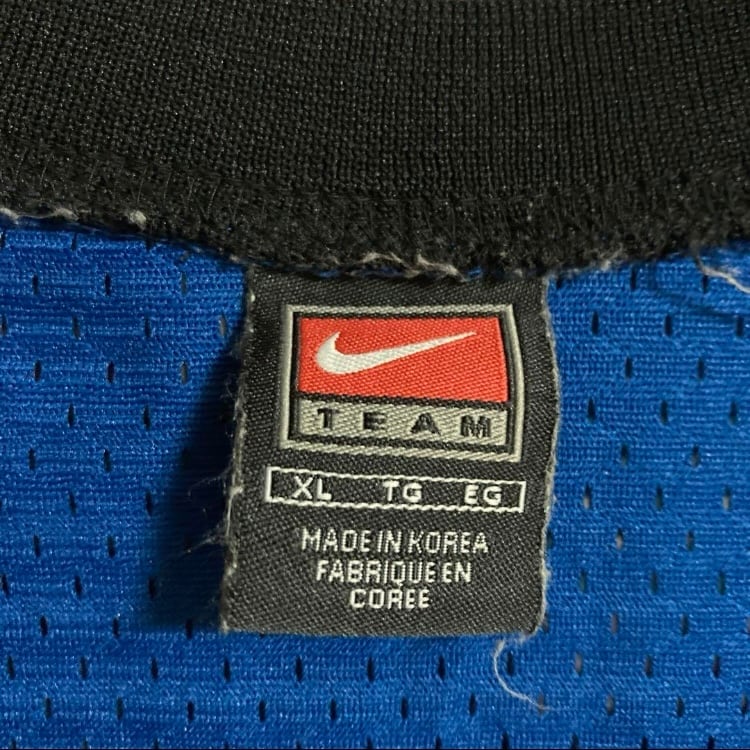 TEAM
XL TG EG
MADE IN KOREA
FABRIQUE EN
COREE